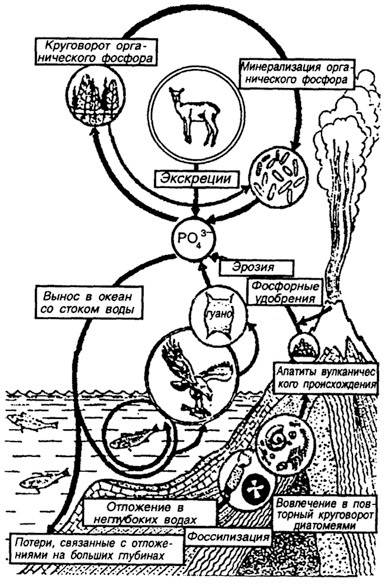 Круговорот орга-
нического фосфора
Минерализация орга-
нического фосфора
Экскреции
PO₄³⁻
Эрозия
Фосфорные
удобрения
Вынос в океан
со стоком воды
гуано
Апатиты вулканичес
кого происхождения
Отложение в
неглубоких водах
Вовлечение в пов-
торный круговорот
диатомеями
Фоссилизация
Потери, связанные с отложе-
ниями на больших глубинах